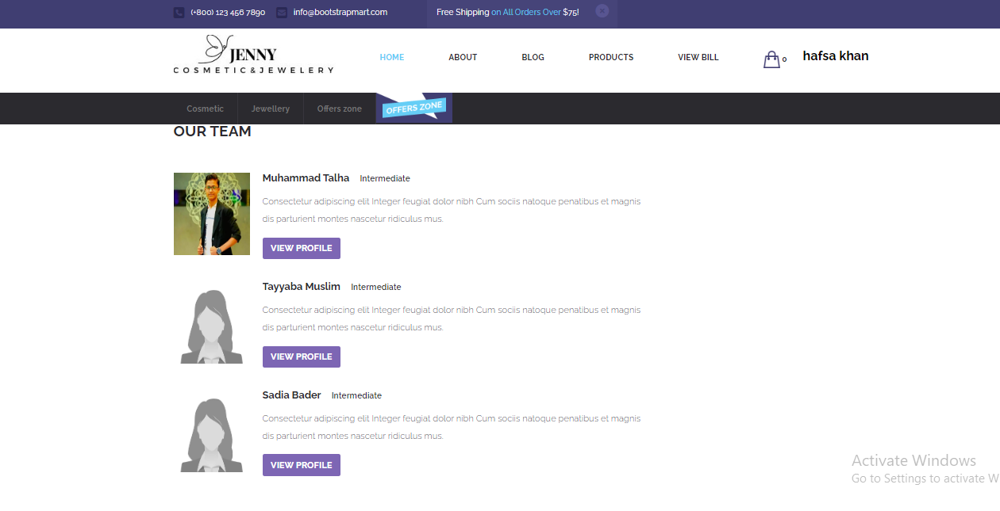 (+800) 123 456 7890 info@bootstrapmart.com Free Shipping on All Orders Over $75!
JENNY
COSMETIC&JEWELERY
HOME ABOUT BLOG PRODUCTS VIEW BILL 0 hafsa khan
Cosmetic Jewellery Offers zone OFFERS ZONE
OUR TEAM
Muhammad Talha Intermediate
Consectetur adipiscing elit Integer feugiat dolor nibh Cum sociis natoque penatibus et magnis
dis parturient montes nascetur ridiculus mus.
VIEW PROFILE
Tayyaba Muslim Intermediate
Consectetur adipiscing elit Integer feugiat dolor nibh Cum sociis natoque penatibus et magnis
dis parturient montes nascetur ridiculus mus.
VIEW PROFILE
Sadia Bader Intermediate
Consectetur adipiscing elit Integer feugiat dolor nibh Cum sociis natoque penatibus et magnis
dis parturient montes nascetur ridiculus mus.
VIEW PROFILE
Activate Windows
Go to Settings to activate W